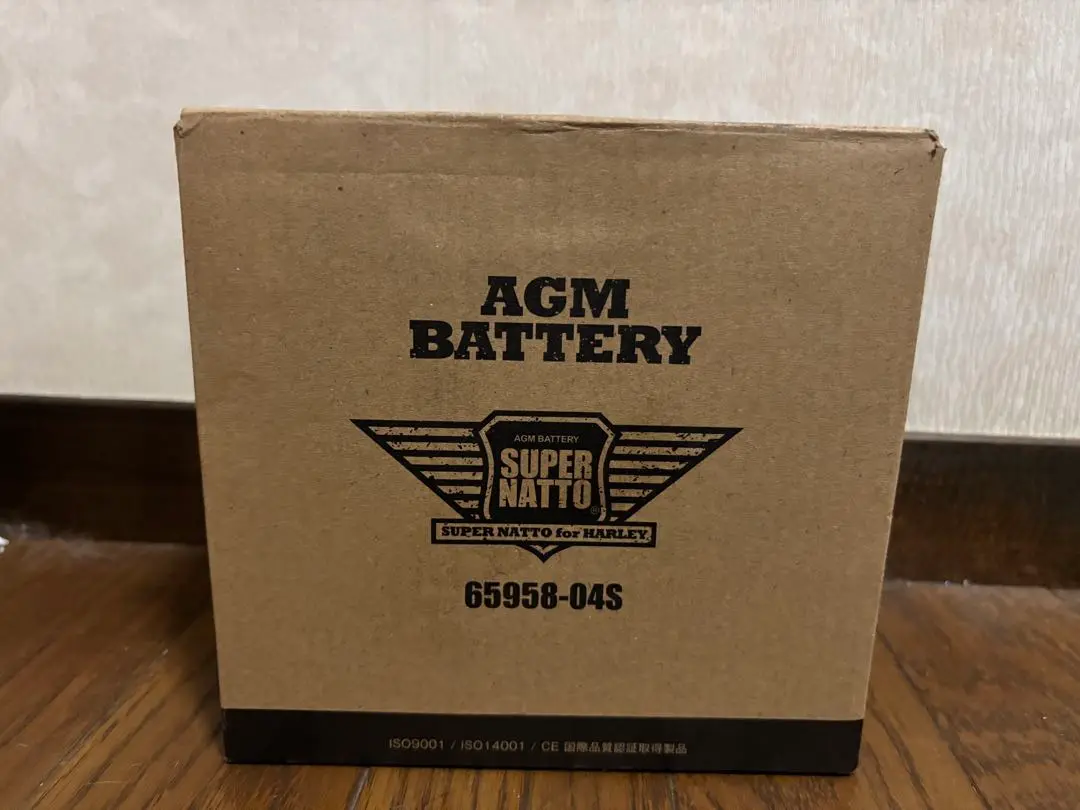 AGM
BATTERY
AGM BATTERY
SUPER
NATTO®
SUPER NATTO for HARLEY
65958-04S
ISO9001 / ISO14001 / CE 国際品質認証取得製品